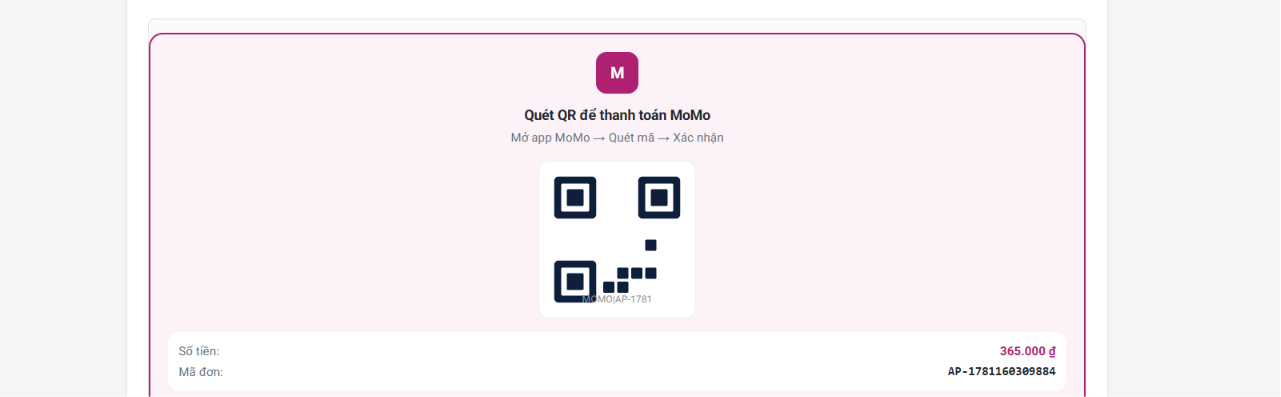 M
Quét QR để thanh toán MoMo
Mở app MoMo → Quét mã → Xác nhận
MOMO|AP-1781
Số tiền: 365.000 ₫
Mã đơn: AP-1781160309884